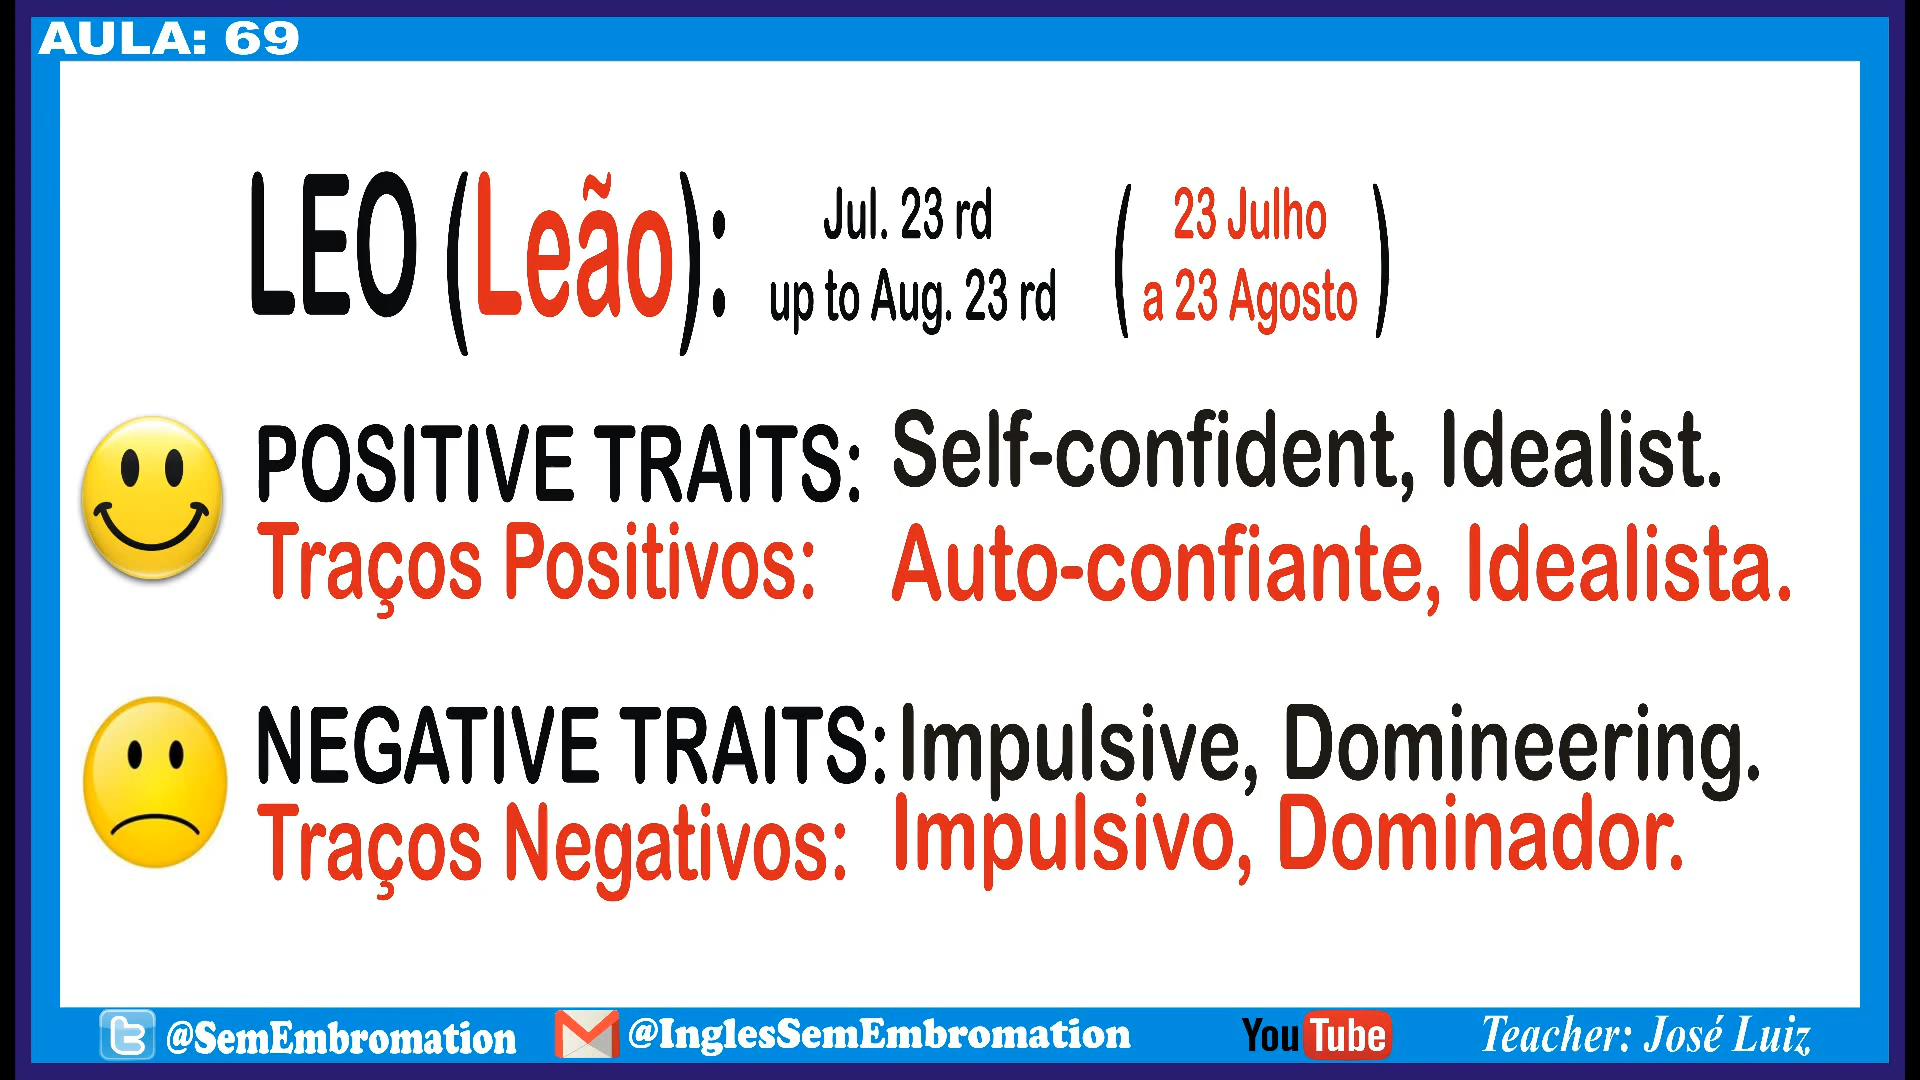 AULA: 69
LEO (Leão): Jul. 23 rd up to Aug. 23 rd ( 23 Julho a 23 Agosto )
POSITIVE TRAITS: Self-confident, Idealist.
Traços Positivos: Auto-confiante, Idealista.
NEGATIVE TRAITS: Impulsive, Domineering.
Traços Negativos: Impulsivo, Dominador.
@SemEmbromation @InglesSemEmbromation YouTube Teacher: José Luiz